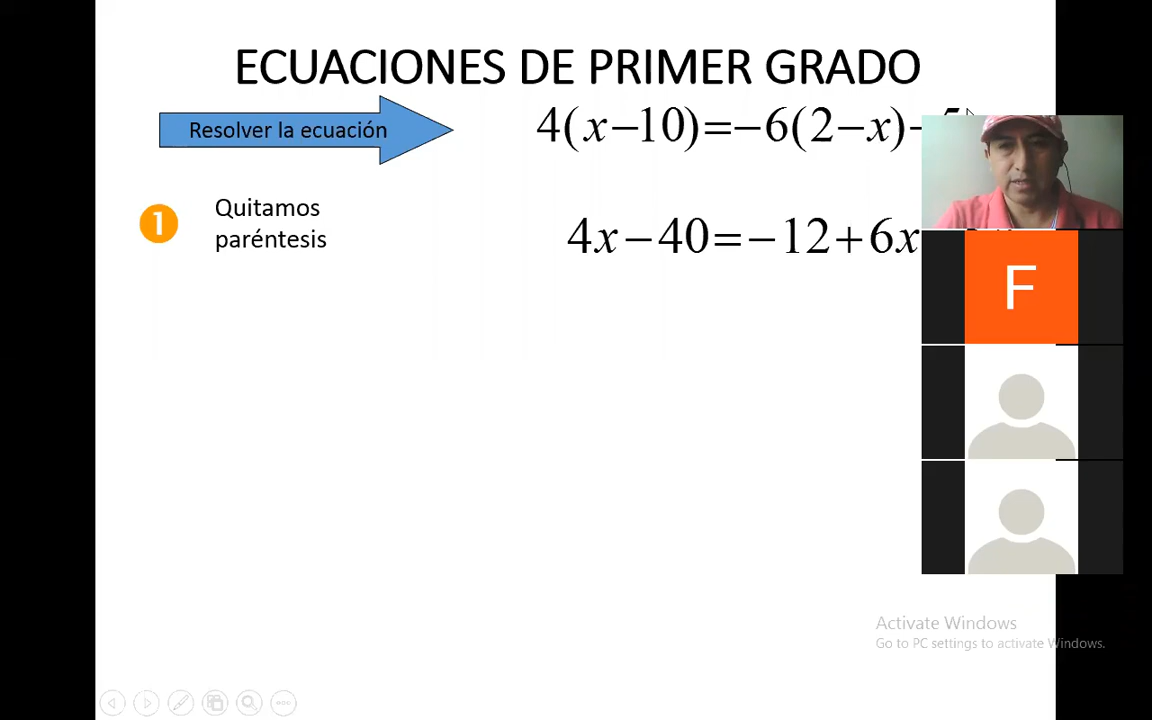 ECUACIONES DE PRIMER GRADO
Resolver la ecuación
4(x−10)=−6(2−x)−
1
Quitamos
paréntesis
4x−40=−12+6x
F
Activate Windows
Go to PC settings to activate Windows.